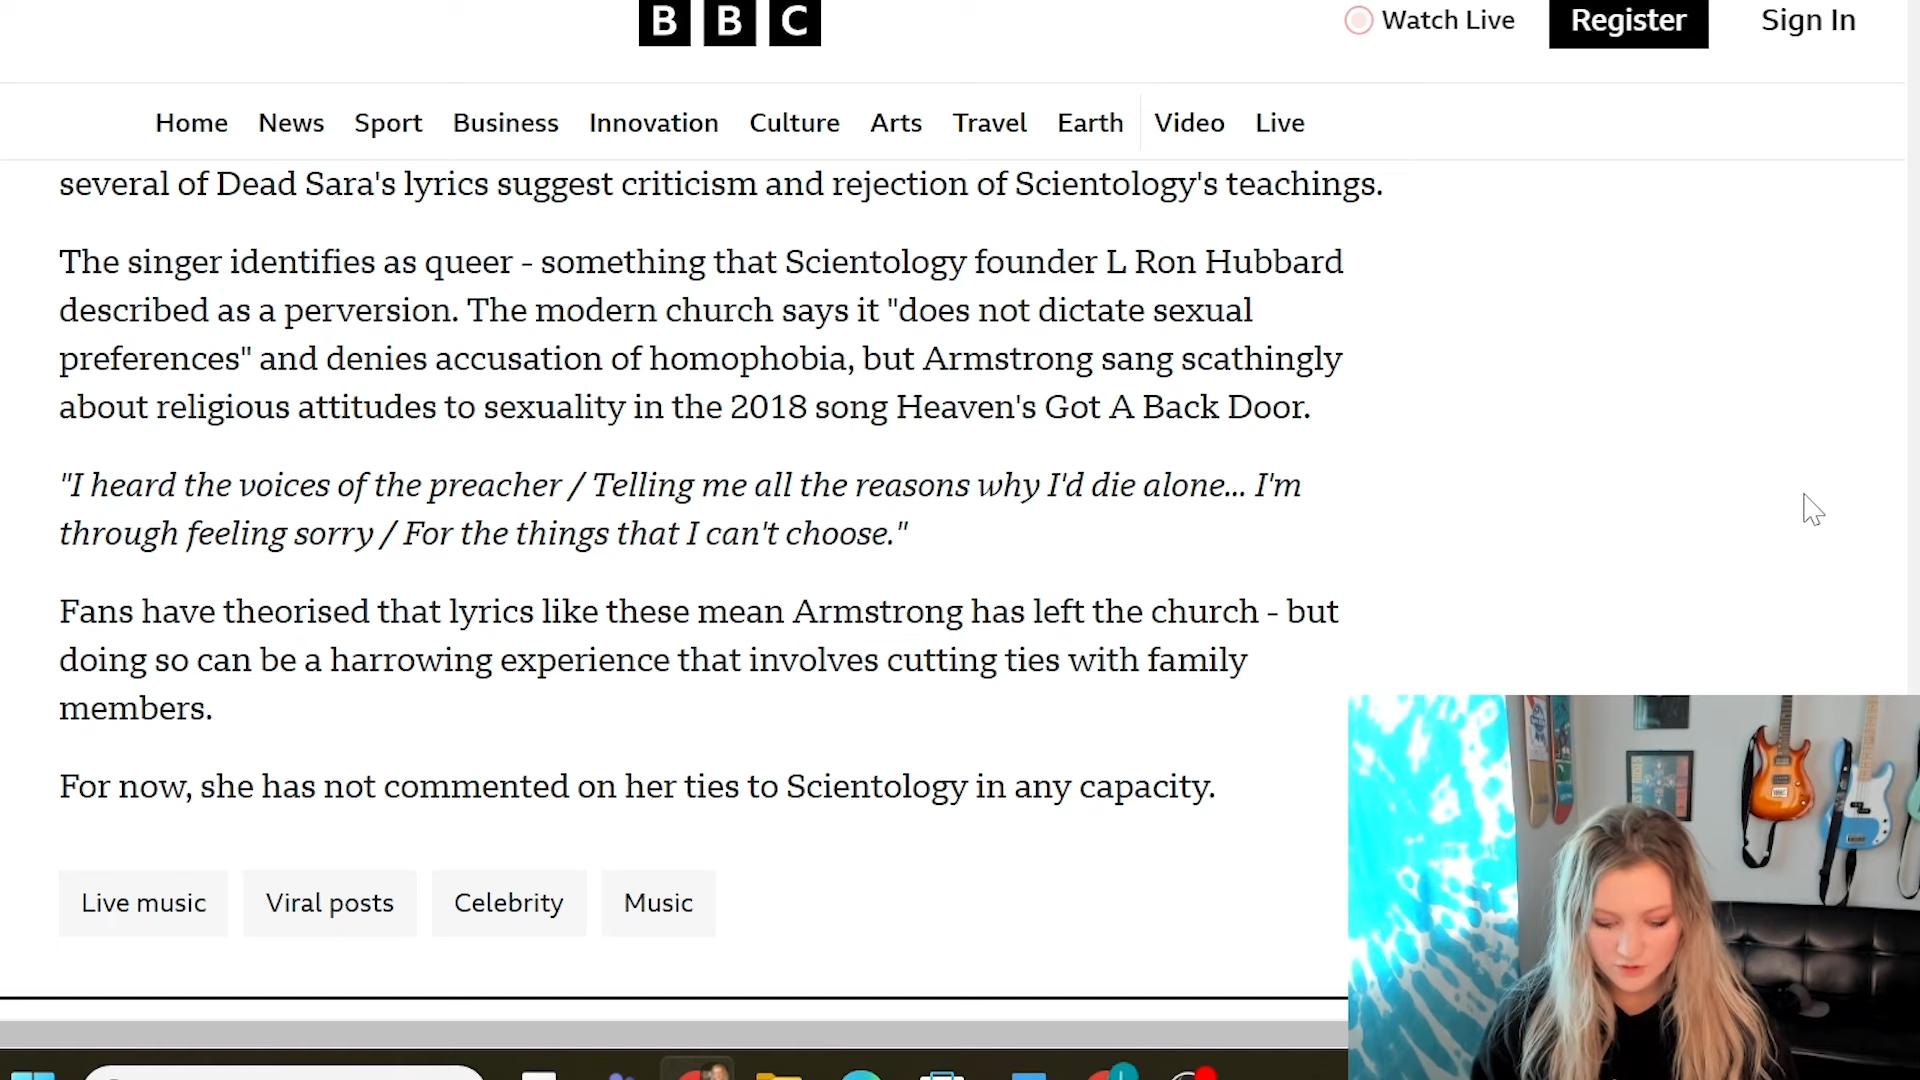 BBC
Watch Live
Register
Sign In
Home News Sport Business Innovation Culture Arts Travel Earth Video Live
several of Dead Sara's lyrics suggest criticism and rejection of Scientology's teachings.
The singer identifies as queer - something that Scientology founder L Ron Hubbard
described as a perversion. The modern church says it "does not dictate sexual
preferences" and denies accusation of homophobia, but Armstrong sang scathingly
about religious attitudes to sexuality in the 2018 song Heaven's Got A Back Door.
"I heard the voices of the preacher / Telling me all the reasons why I'd die alone... I'm
through feeling sorry / For the things that I can't choose."
Fans have theorised that lyrics like these mean Armstrong has left the church - but
doing so can be a harrowing experience that involves cutting ties with family
members.
For now, she has not commented on her ties to Scientology in any capacity.
Live music Viral posts Celebrity Music